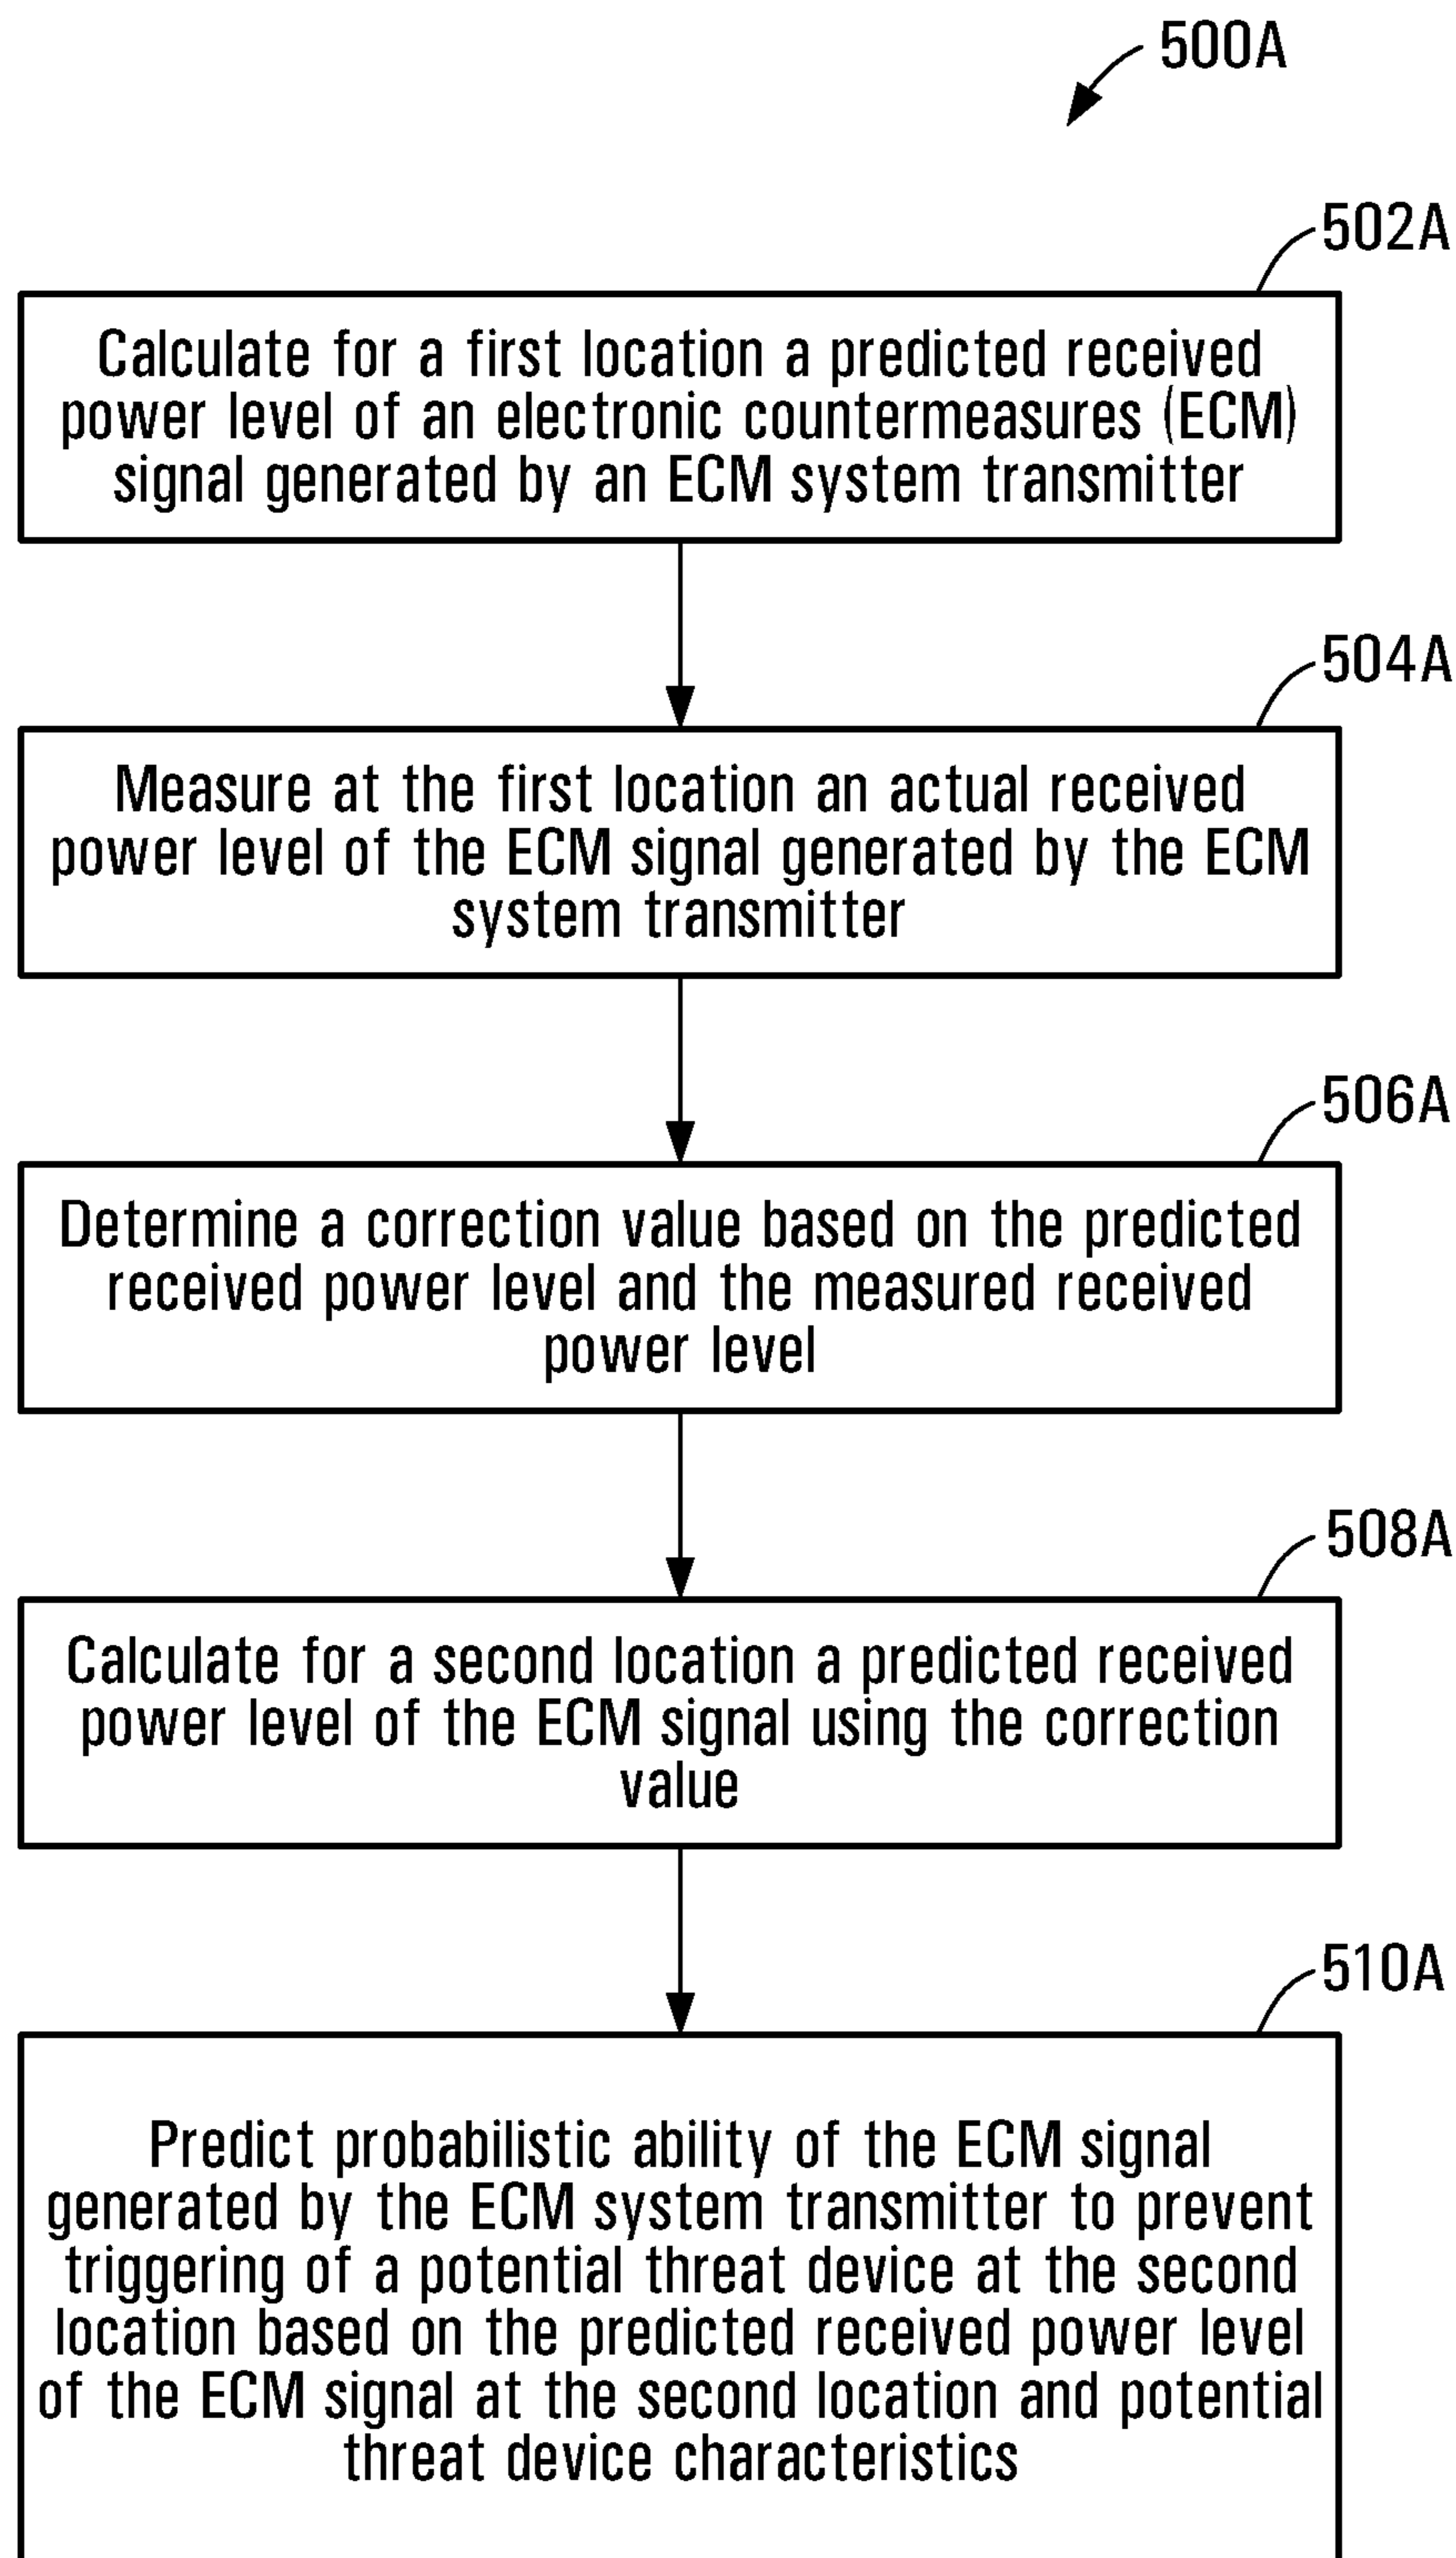 500A
502A
Calculate for a first location a predicted received
power level of an electronic countermeasures (ECM)
signal generated by an ECM system transmitter
504A
Measure at the first location an actual received
power level of the ECM signal generated by the ECM
system transmitter
506A
Determine a correction value based on the predicted
received power level and the measured received
power level
508A
Calculate for a second location a predicted received
power level of the ECM signal using the correction
value
510A
Predict probabilistic ability of the ECM signal
generated by the ECM system transmitter to prevent
triggering of a potential threat device at the second
location based on the predicted received power level
of the ECM signal at the second location and potential
threat device characteristics